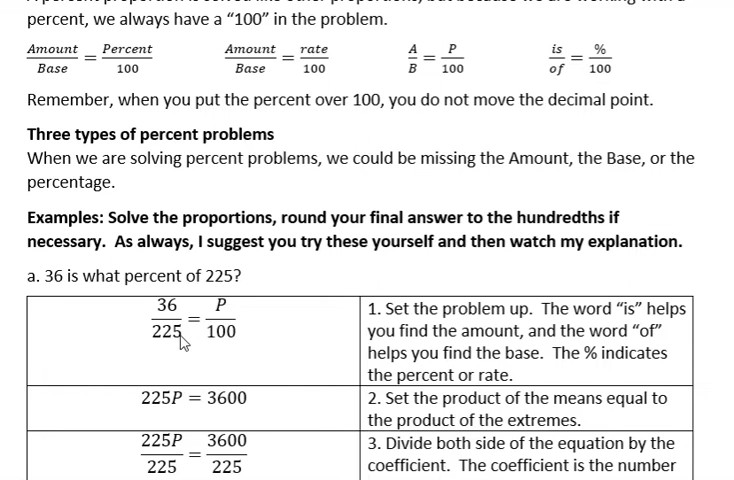 percent, we always have a “100” in the problem.
Amount/Base = Percent/100 Amount/Base = rate/100 A/B = P/100 is/of = %/100
Remember, when you put the percent over 100, you do not move the decimal point.
Three types of percent problems
When we are solving percent problems, we could be missing the Amount, the Base, or the
percentage.
Examples: Solve the proportions, round your final answer to the hundredths if
necessary. As always, I suggest you try these yourself and then watch my explanation.
a. 36 is what percent of 225?
36/225 = P/100
1. Set the problem up. The word “is” helps
you find the amount, and the word “of”
helps you find the base. The % indicates
the percent or rate.
225P = 3600
2. Set the product of the means equal to
the product of the extremes.
225P/225 = 3600/225
3. Divide both side of the equation by the
coefficient. The coefficient is the number